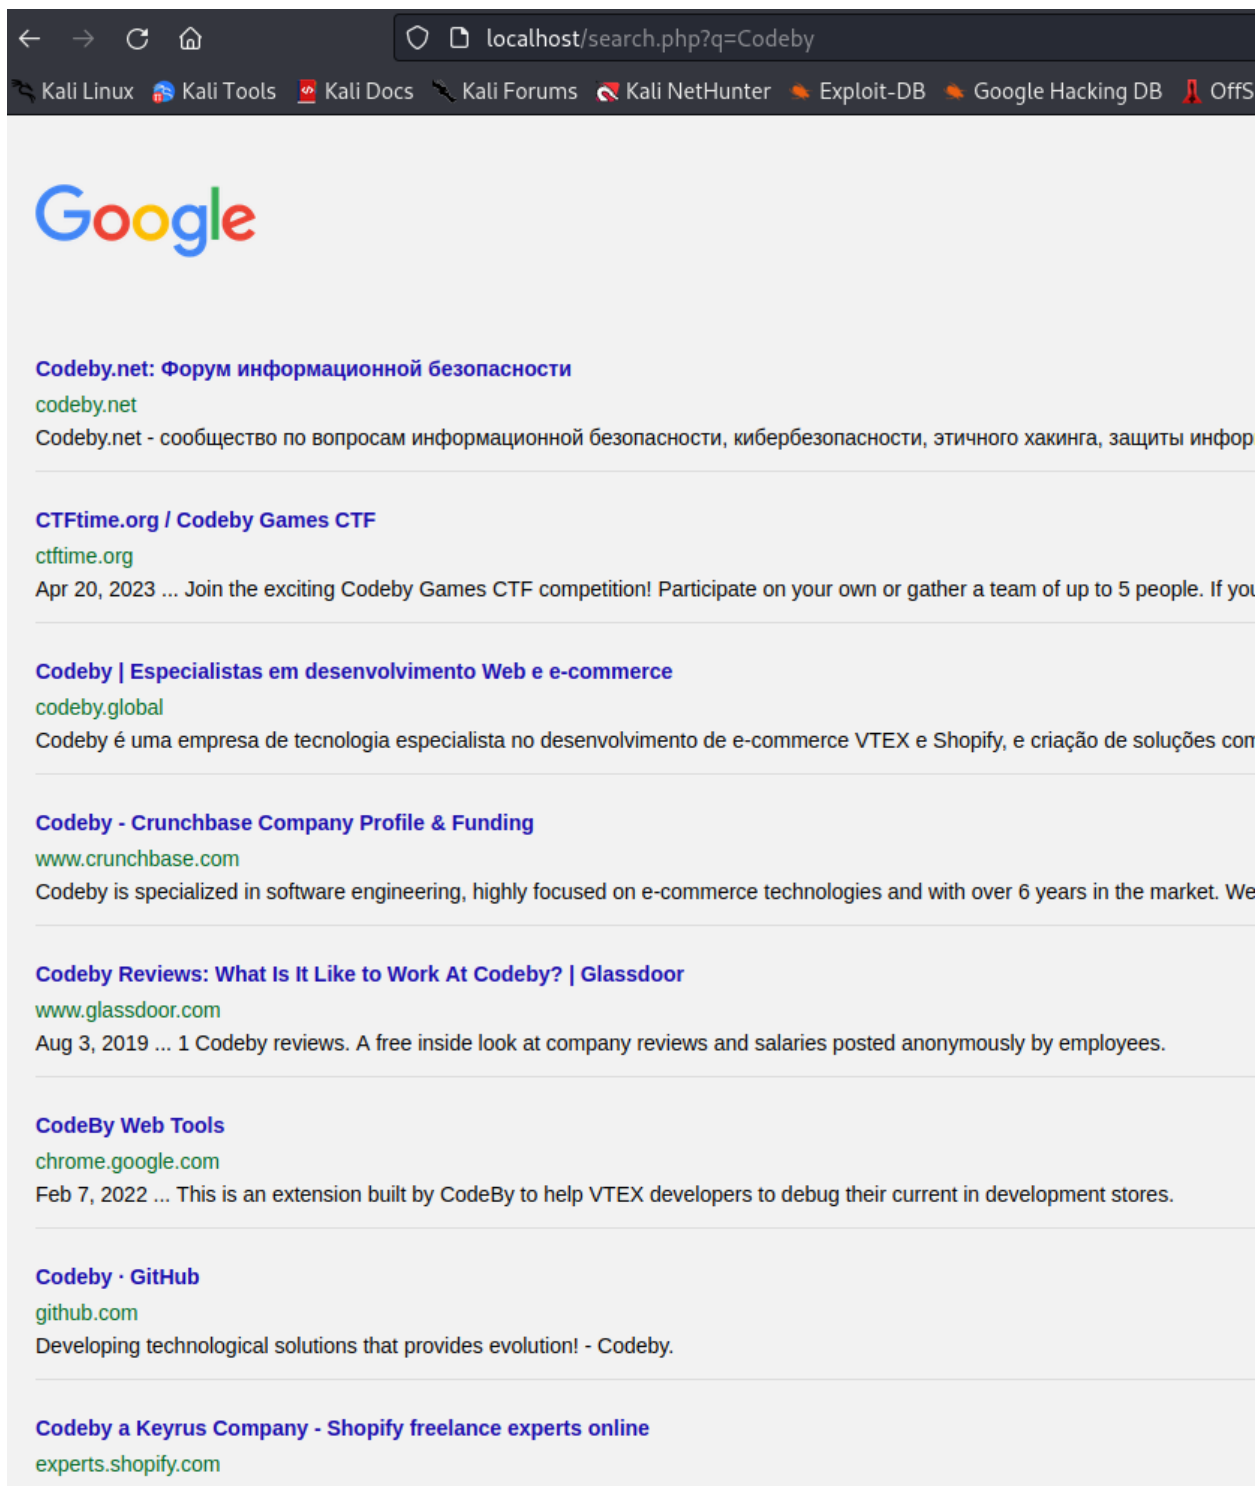 localhost/search.php?q=Codeby
Kali Linux Kali Tools Kali Docs Kali Forums Kali NetHunter Exploit-DB Google Hacking DB OffS
Google
Codeby.net: Форум информационной безопасности
codeby.net
Codeby.net - сообщество по вопросам информационной безопасности, кибербезопасности, этичного хакинга, защиты инфор
CTFtime.org / Codeby Games CTF
ctftime.org
Apr 20, 2023 ... Join the exciting Codeby Games CTF competition! Participate on your own or gather a team of up to 5 people. If you
Codeby | Especialistas em desenvolvimento Web e e-commerce
codeby.global
Codeby é uma empresa de tecnologia especialista no desenvolvimento de e-commerce VTEX e Shopify, e criação de soluções com
Codeby - Crunchbase Company Profile & Funding
www.crunchbase.com
Codeby is specialized in software engineering, highly focused on e-commerce technologies and with over 6 years in the market. We
Codeby Reviews: What Is It Like to Work At Codeby? | Glassdoor
www.glassdoor.com
Aug 3, 2019 ... 1 Codeby reviews. A free inside look at company reviews and salaries posted anonymously by employees.
CodeBy Web Tools
chrome.google.com
Feb 7, 2022 ... This is an extension built by CodeBy to help VTEX developers to debug their current in development stores.
Codeby · GitHub
github.com
Developing technological solutions that provides evolution! - Codeby.
Codeby a Keyrus Company - Shopify freelance experts online
experts.shopify.com